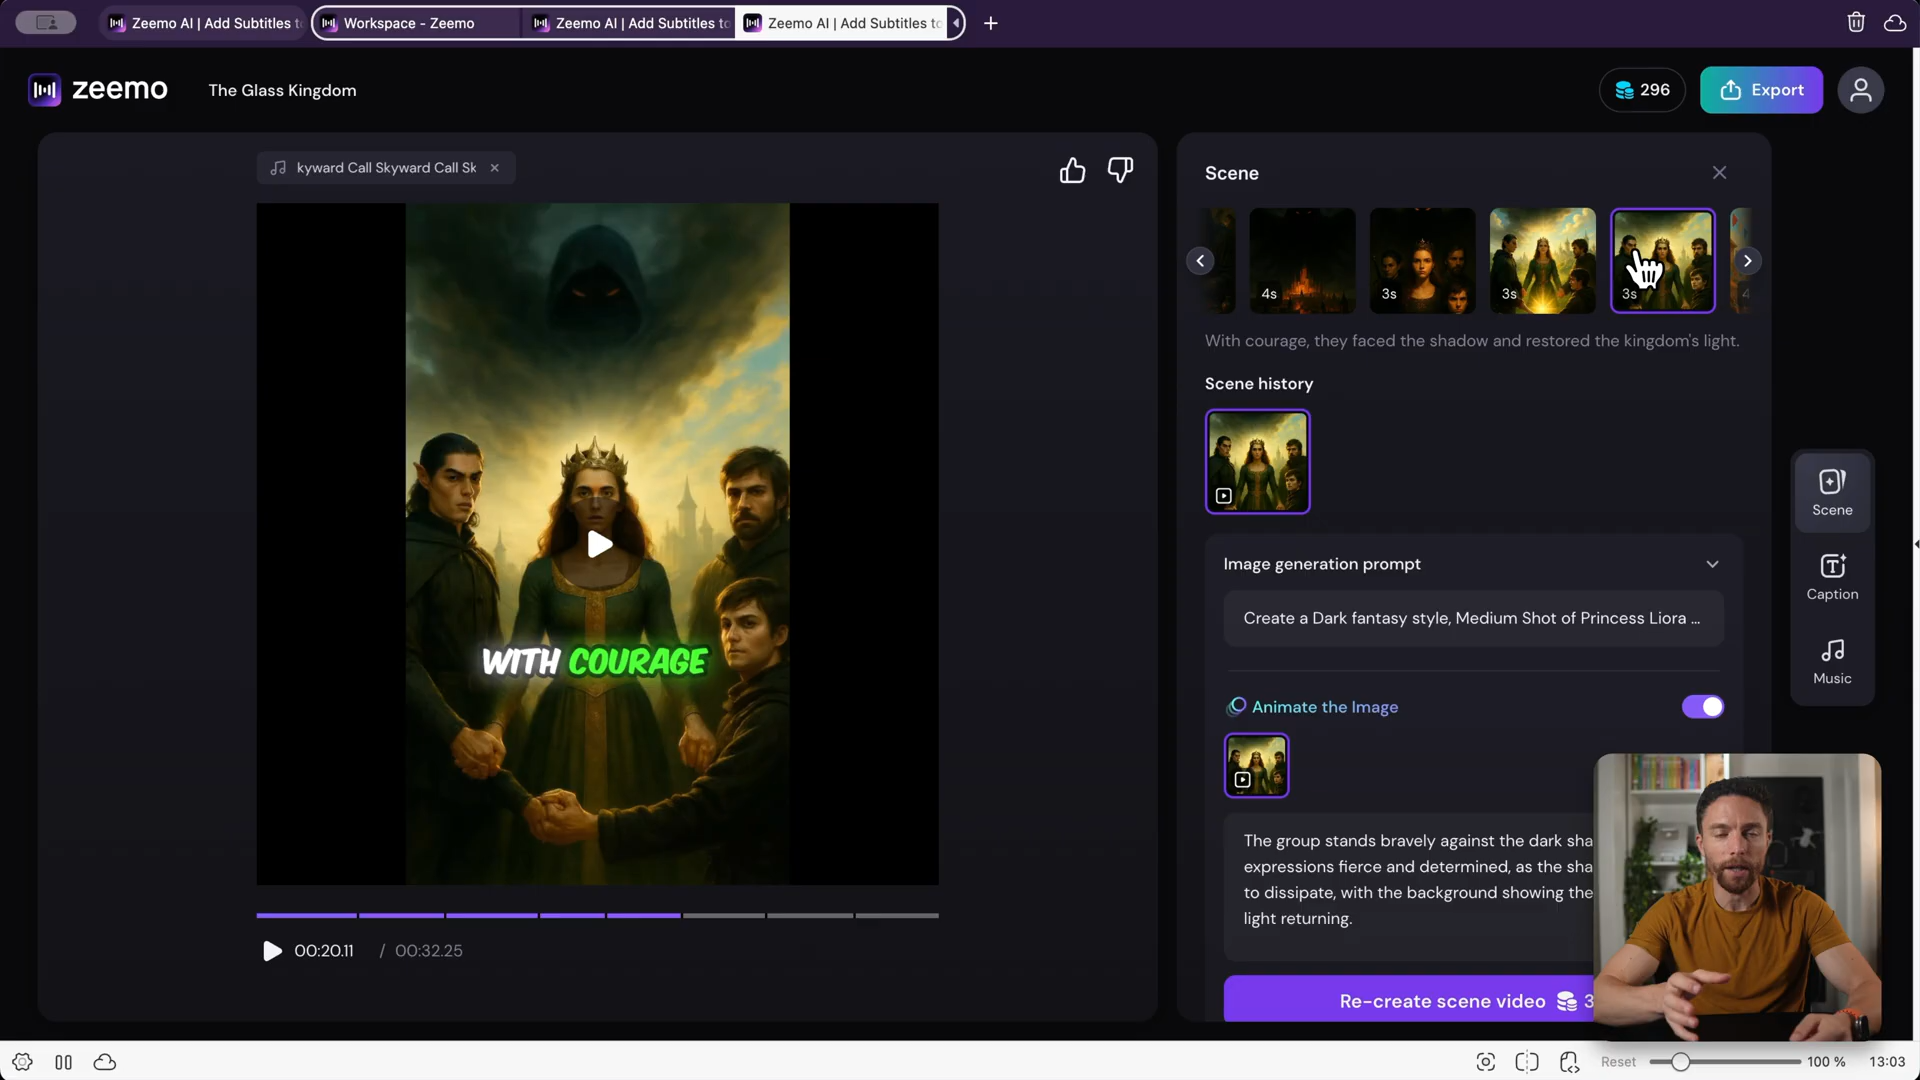 Zeemo AI | Add Subtitles to
Workspace - Zeemo
Zeemo AI | Add Subtitles to
Zeemo AI | Add Subtitles to
zeemo
The Glass Kingdom
296
Export
kyward Call Skyward Call Sk
Scene
4s
3s
3s
3s
4
With courage, they faced the shadow and restored the kingdom's light.
Scene history
Image generation prompt
Create a Dark fantasy style, Medium Shot of Princess Liora ...
Animate the Image
The group stands bravely against the dark sha
expressions fierce and determined, as the sha
to dissipate, with the background showing the
light returning.
Re-create scene video 3
WITH COURAGE
00:20.11 / 00:32.25
Scene
Caption
Music
Reset
100 %
13:03